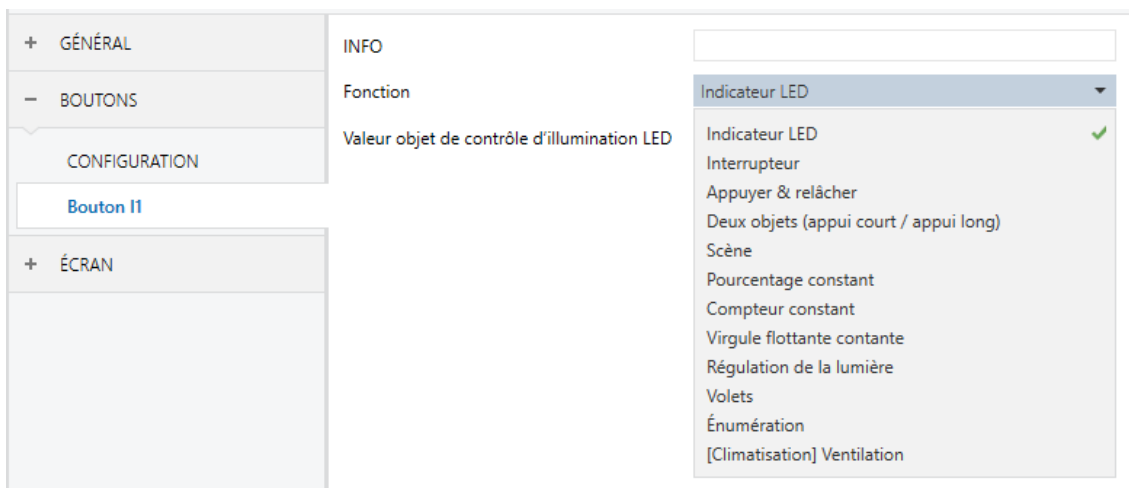 + GÉNÉRAL
− BOUTONS
CONFIGURATION
Bouton I1
+ ÉCRAN
INFO
Fonction
Indicateur LED
Valeur objet de contrôle d'illumination LED
Indicateur LED
Interrupteur
Appuyer & relâcher
Deux objets (appui court / appui long)
Scène
Pourcentage constant
Compteur constant
Virgule flottante contante
Régulation de la lumière
Volets
Énumération
[Climatisation] Ventilation